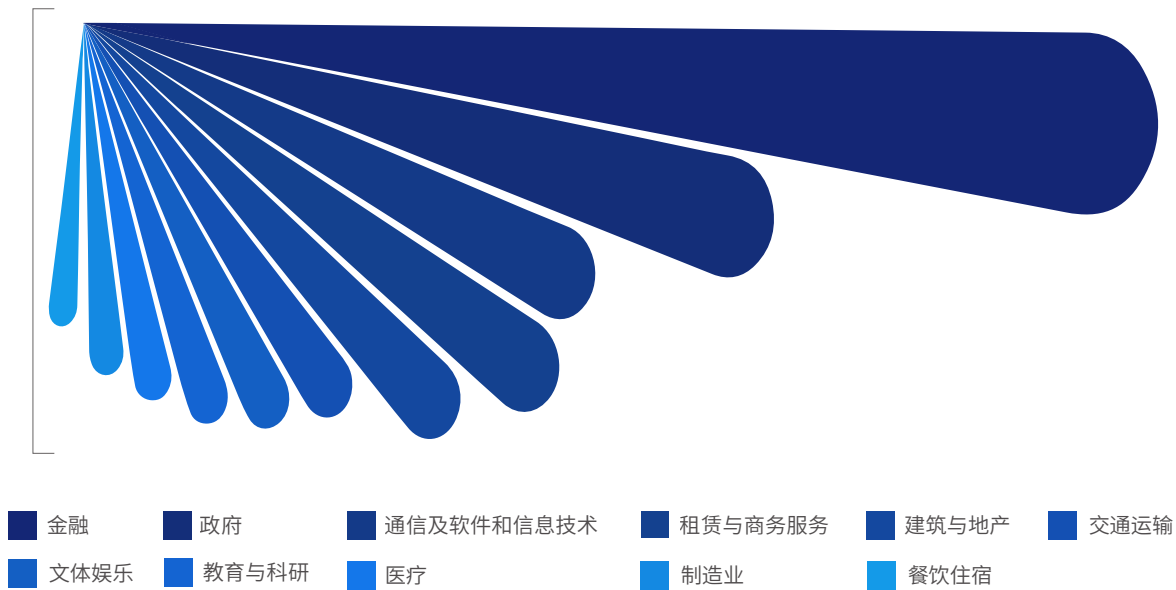 金融 政府 通信及软件和信息技术 租赁与商务服务 建筑与地产 交通运输
文体娱乐 教育与科研 医疗 制造业 餐饮住宿